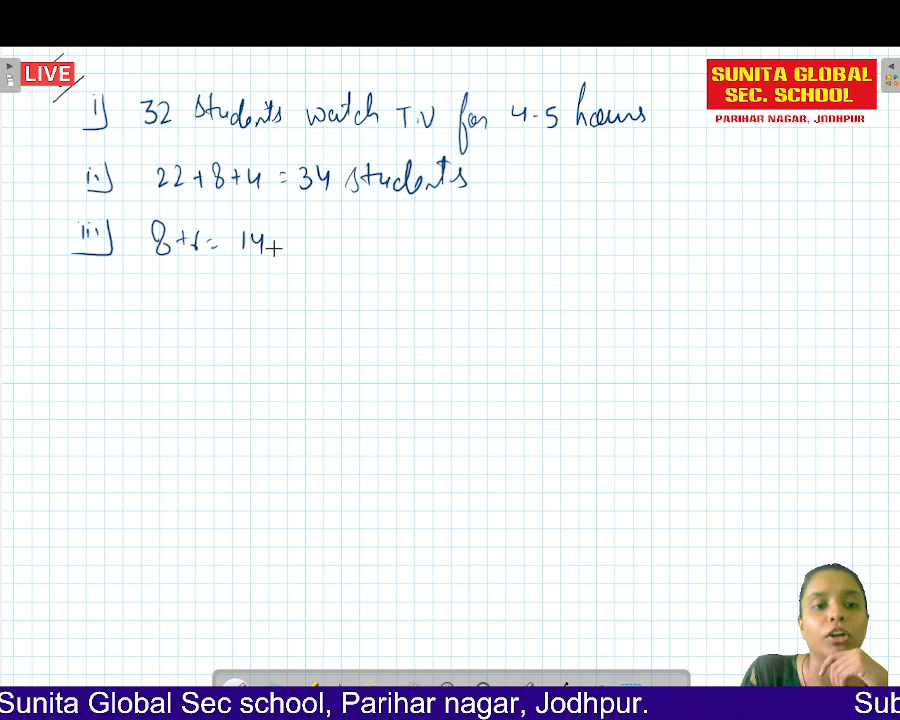 LIVE
SUNITA GLOBAL
SEC. SCHOOL
PARIHAR NAGAR, JODHPUR
i) 32 students watch T.V for 4-5 hours
ii) 22+8+4 = 34 students
iii) 8+6= 14
Sunita Global Sec school, Parihar nagar, Jodhpur. Sub